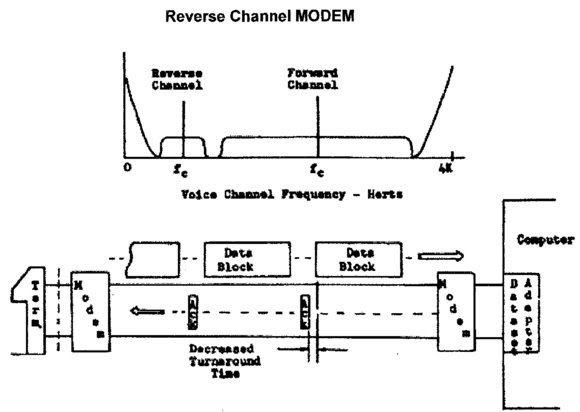 Reverse Channel MODEM
Reverse
Channel
Forward
Channel
0
fc
fc
4K
Voice Channel Frequency - Herts
Computer
Data
Block
Data
Block
Term.
Modem
ACK
ACK
Modem
Dataset
Adapter
Decreased
Turnaround
Time